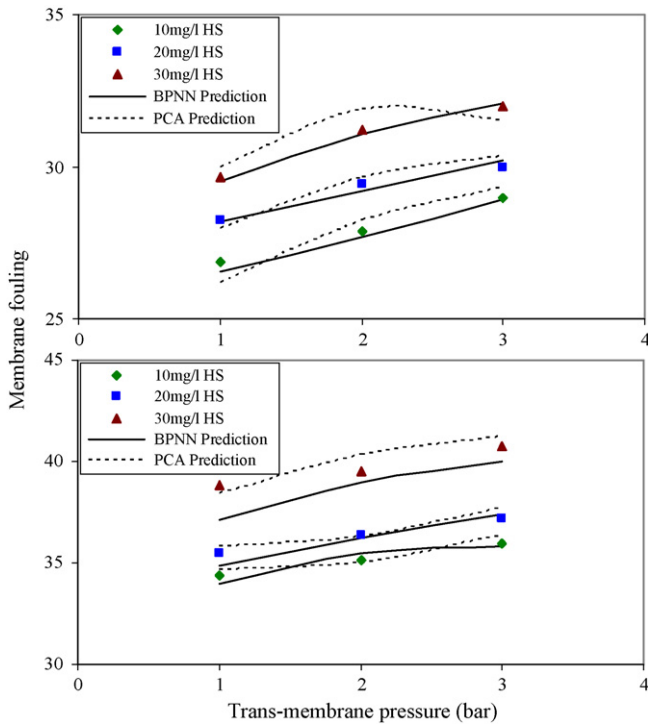 35
10mg/l HS
20mg/l HS
30mg/l HS
BPNN Prediction
PCA Prediction
30
25
0
1
2
3
4
Membrane fouling
45
10mg/l HS
20mg/l HS
30mg/l HS
BPNN Prediction
PCA Prediction
40
35
30
0
1
2
3
4
Trans-membrane pressure (bar)